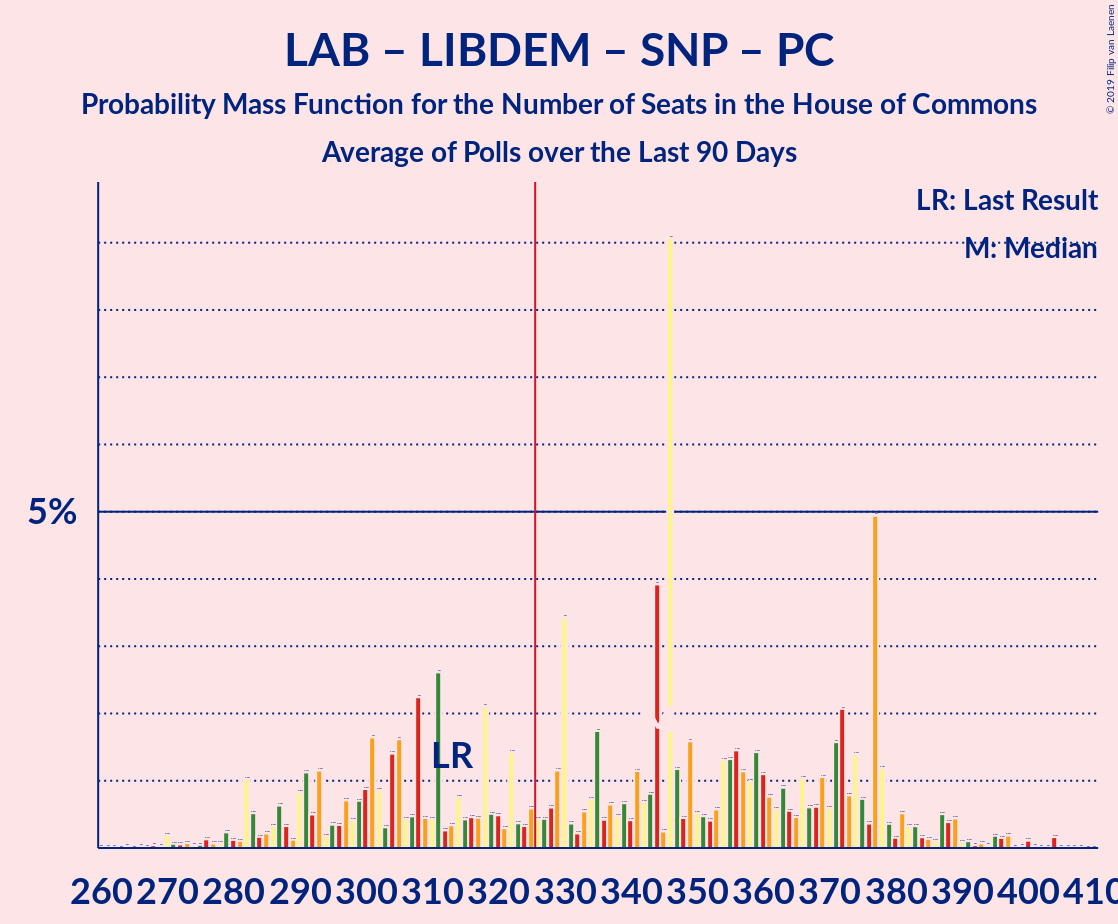 LAB – LIBDEM – SNP – PC
Probability Mass Function for the Number of Seats in the House of Commons
Average of Polls over the Last 90 Days
© 2019 Filip van Laenen
LR: Last Result
M: Median
5%
LR
260 270 280 290 300 310 320 330 340 350 360 370 380 390 400 410